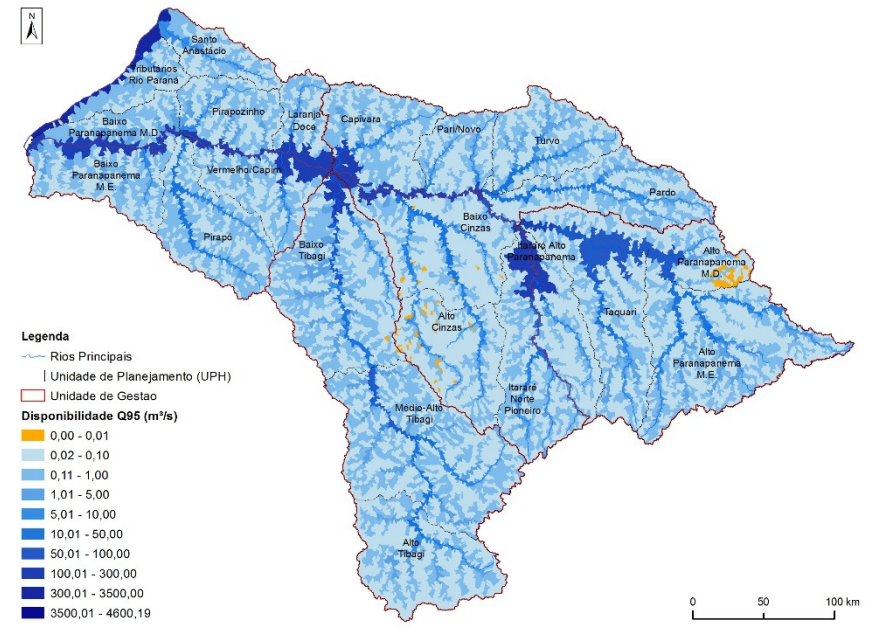 N
Santo
Anastácio
Tributários
Rio Paraná
Baixo
Paranapanema M.D.
Pirapozinho
Laranja
Doce
Capivara
Pari/Novo
Turvo
Baixo
Paranapanema
M.E.
Vermelho/Capim
Pardo
Pirapó
Baixo
Tibagi
Baixo
Cinzas
Itararé Alto
Paranapanema
Alto
Paranapanema
M.D.
Alto
Cinzas
Taquari
Alto
Paranapanema
M.E.
Itararé
Norte
Pioneiro
Médio-Alto
Tibagi
Alto
Tibagi
Legenda
Rios Principais
Unidade de Planejamento (UPH)
Unidade de Gestao
Disponibilidade Q95 (m³/s)
0,00 - 0,01
0,02 - 0,10
0,11 - 1,00
1,01 - 5,00
5,01 - 10,00
10,01 - 50,00
50,01 - 100,00
100,01 - 300,00
300,01 - 3500,00
3500,01 - 4600,19
0 50 100 km